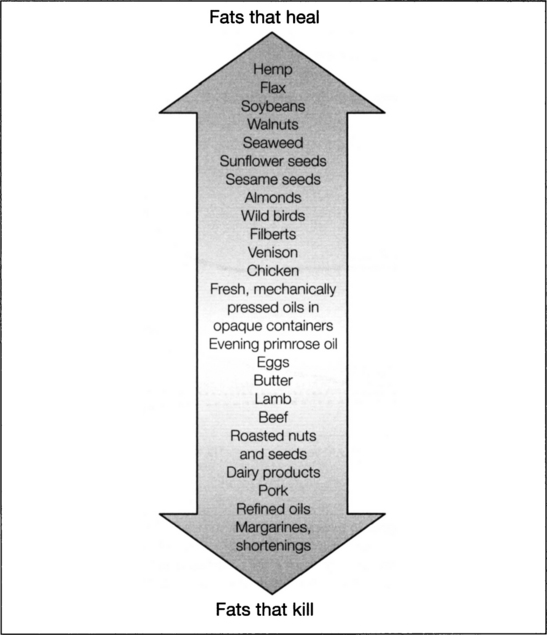 Fats that heal
Hemp
Flax
Soybeans
Walnuts
Seaweed
Sunflower seeds
Sesame seeds
Almonds
Wild birds
Filberts
Venison
Chicken
Fresh, mechanically
pressed oils in
opaque containers
Evening primrose oil
Eggs
Butter
Lamb
Beef
Roasted nuts
and seeds
Dairy products
Pork
Refined oils
Margarines,
shortenings
Fats that kill